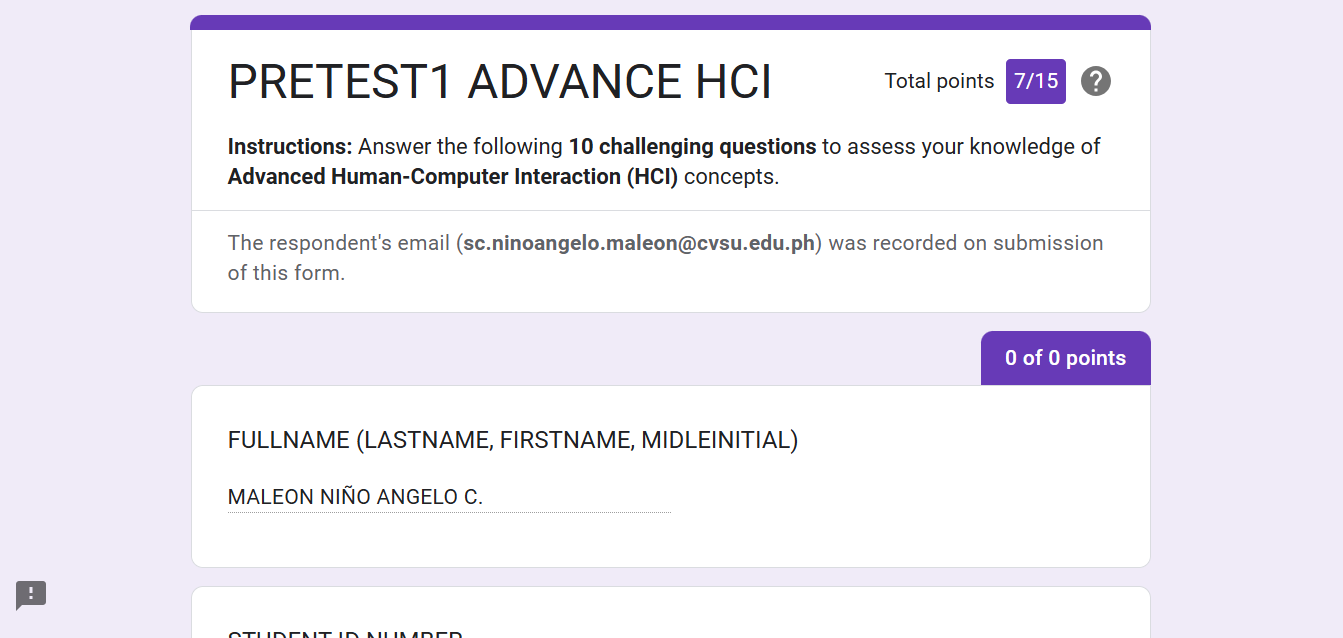 PRETEST1 ADVANCE HCI
Total points 7/15
Instructions: Answer the following 10 challenging questions to assess your knowledge of
Advanced Human-Computer Interaction (HCI) concepts.
The respondent's email (sc.ninoangelo.maleon@cvsu.edu.ph) was recorded on submission
of this form.
0 of 0 points
FULLNAME (LASTNAME, FIRSTNAME, MIDLEINITIAL)
MALEON NIÑO ANGELO C.
STUDENT ID NUMBER